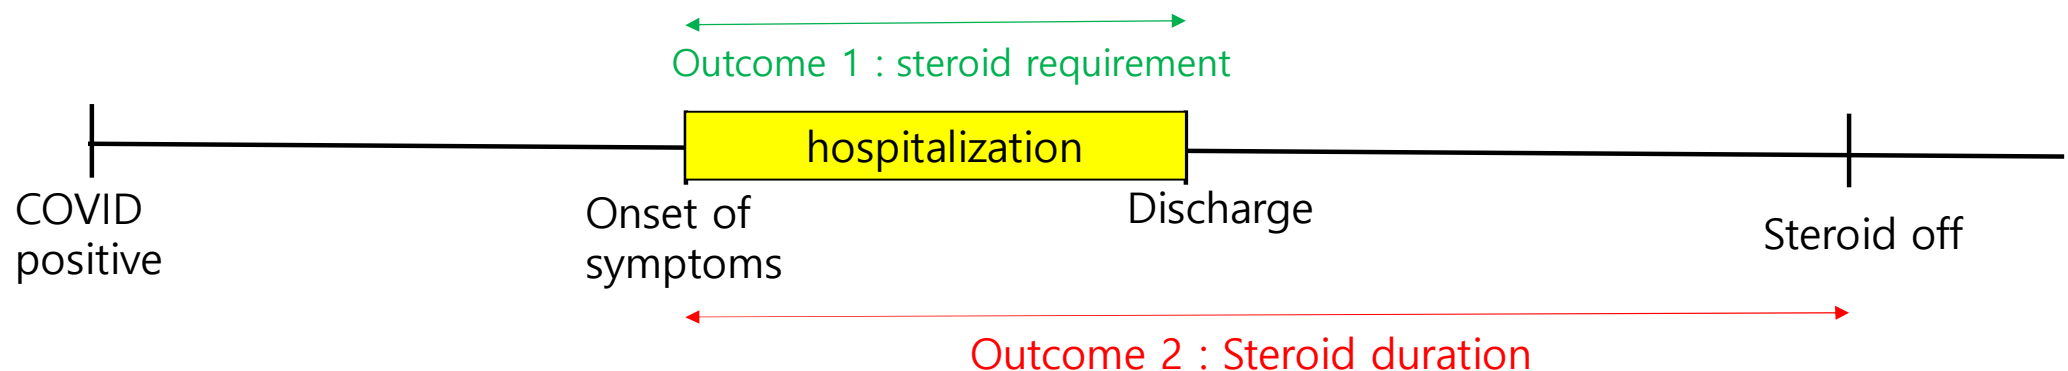 Outcome 1 : steroid requirement
hospitalization
COVID
positive
Onset of
symptoms
Discharge
Steroid off
Outcome 2 : Steroid duration